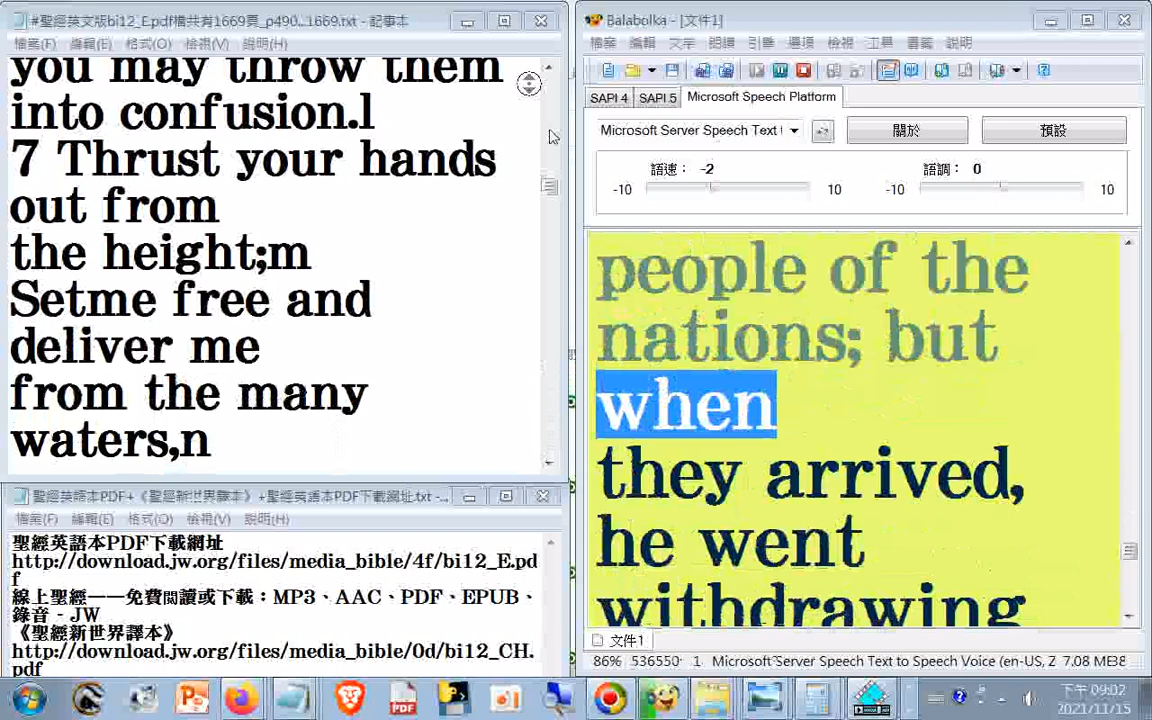 #聖經英文版bi12_E.pdf檔共有1669頁_p490..1669.txt - 記事本
檔案(F) 編輯(E) 格式(O) 檢視(V) 說明(H)
you may throw them
into confusion.l
7 Thrust your hands
out from
the height;m
Setme free and
deliver me
from the many
waters,n
聖經英語本PDF+《聖經新世界譯本》+聖經英語本PDF下載網址.txt -...
檔案(F) 編輯(E) 格式(O) 檢視(V) 說明(H)
聖經英語本PDF下載網址
http://download.jw.org/files/media_bible/4f/bi12_E.pd
f
線上聖經——免費閱讀或下載：MP3、AAC、PDF、EPUB、
錄音 - JW
《聖經新世界譯本》
http://download.jw.org/files/media_bible/0d/bi12_CH.
pdf
Balabolka - [文件1]
檔案 編輯 文字 朗讀 引擎 選項 檢視 工具 書籤 說明
SAPI 4 SAPI 5 Microsoft Speech Platform
Microsoft Server Speech Text
關於 預設
語速： -2 語調： 0
-10 10 -10 10
people of the
nations; but
when
they arrived,
he went
withdrawing
文件1
86% 536550 1 Microsoft Server Speech Text to Speech Voice (en-US, Z 7.08 MB
下午 09:02
2021/11/15